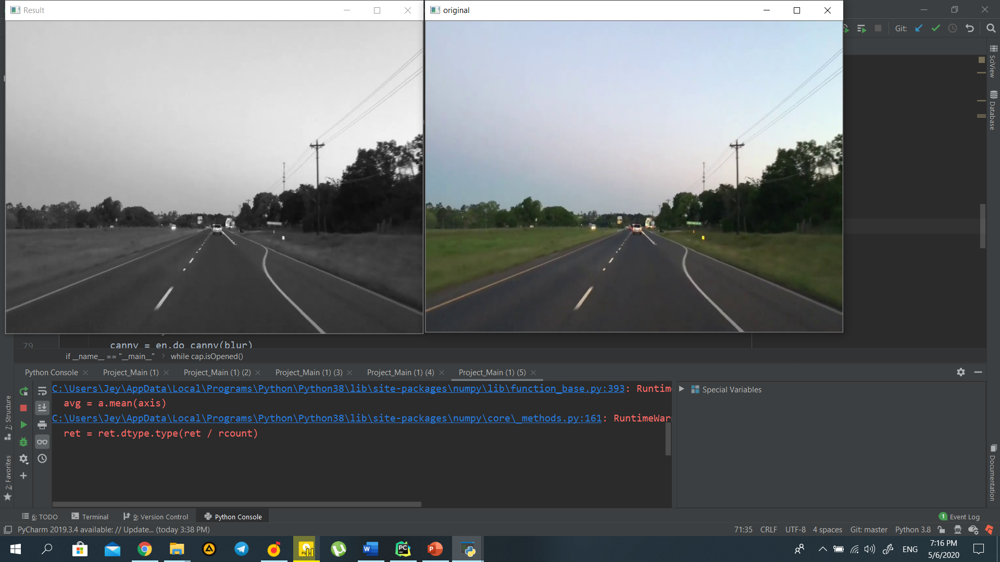 Result
original
Git:
SciView
Database
79
canny = en.do_canny(blur)
if __name__ == "__main__" › while cap.isOpened()
Python Console
Project_Main (1)
Project_Main (1) (2)
Project_Main (1) (3)
Project_Main (1) (4)
Project_Main (1) (5)
C:\Users\Jey\AppData\Local\Programs\Python\Python38\lib\site-packages\numpy\lib\function_base.py:393: Runtim
avg = a.mean(axis)
C:\Users\Jey\AppData\Local\Programs\Python\Python38\lib\site-packages\numpy\core\_methods.py:161: RuntimeWar
ret = ret.dtype.type(ret / rcount)
Special Variables
7: Structure
2: Favorites
Documentation
6: TODO
Terminal
9: Version Control
Python Console
1 Event Log
PyCharm 2019.3.4 available: // Update... (today 3:38 PM)
71:35 CRLF UTF-8 4 spaces Git: master Python 3.8
ENG
7:16 PM
5/6/2020